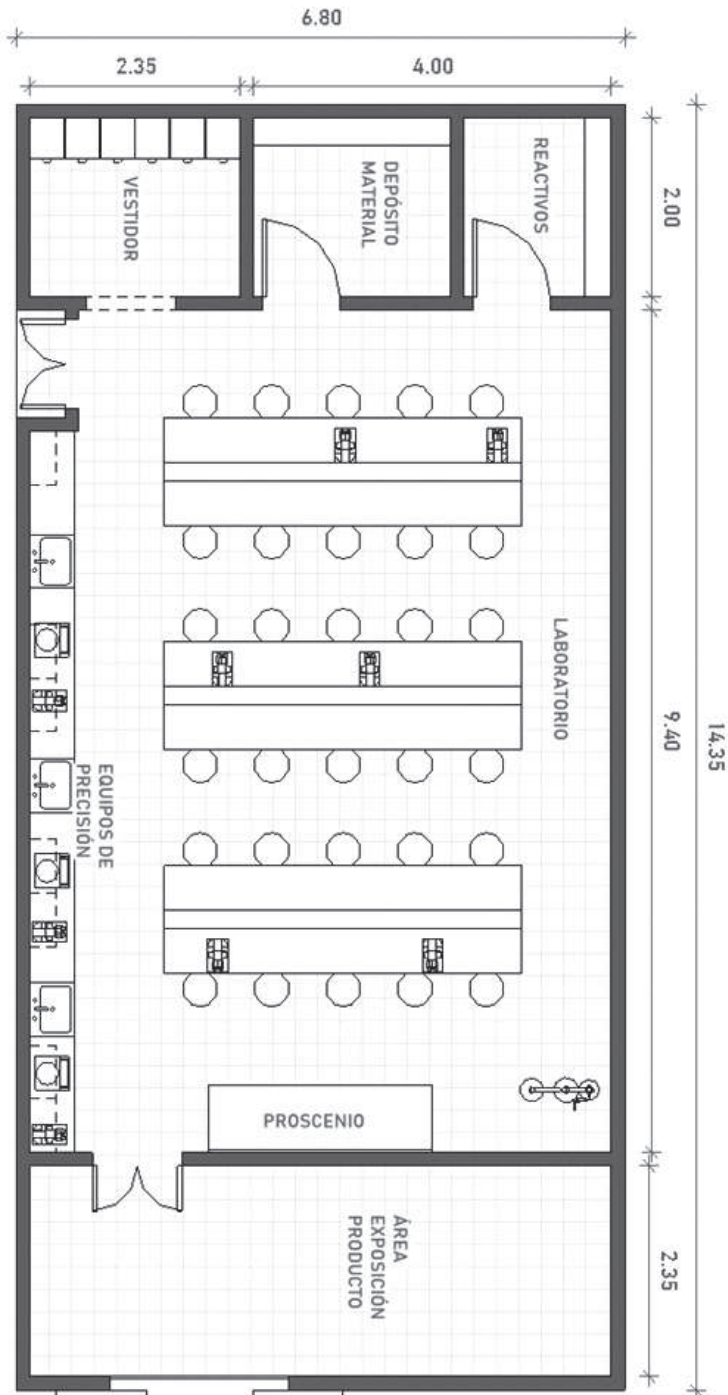 6.80
2.35
4.00
VESTIDOR
DEPÓSITO
MATERIAL
REACTIVOS
2.00
LABORATORIO
9.40
14.35
EQUIPOS DE
PRECISIÓN
PROSCENIO
ÁREA
EXPOSICIÓN
PRODUCTO
2.35